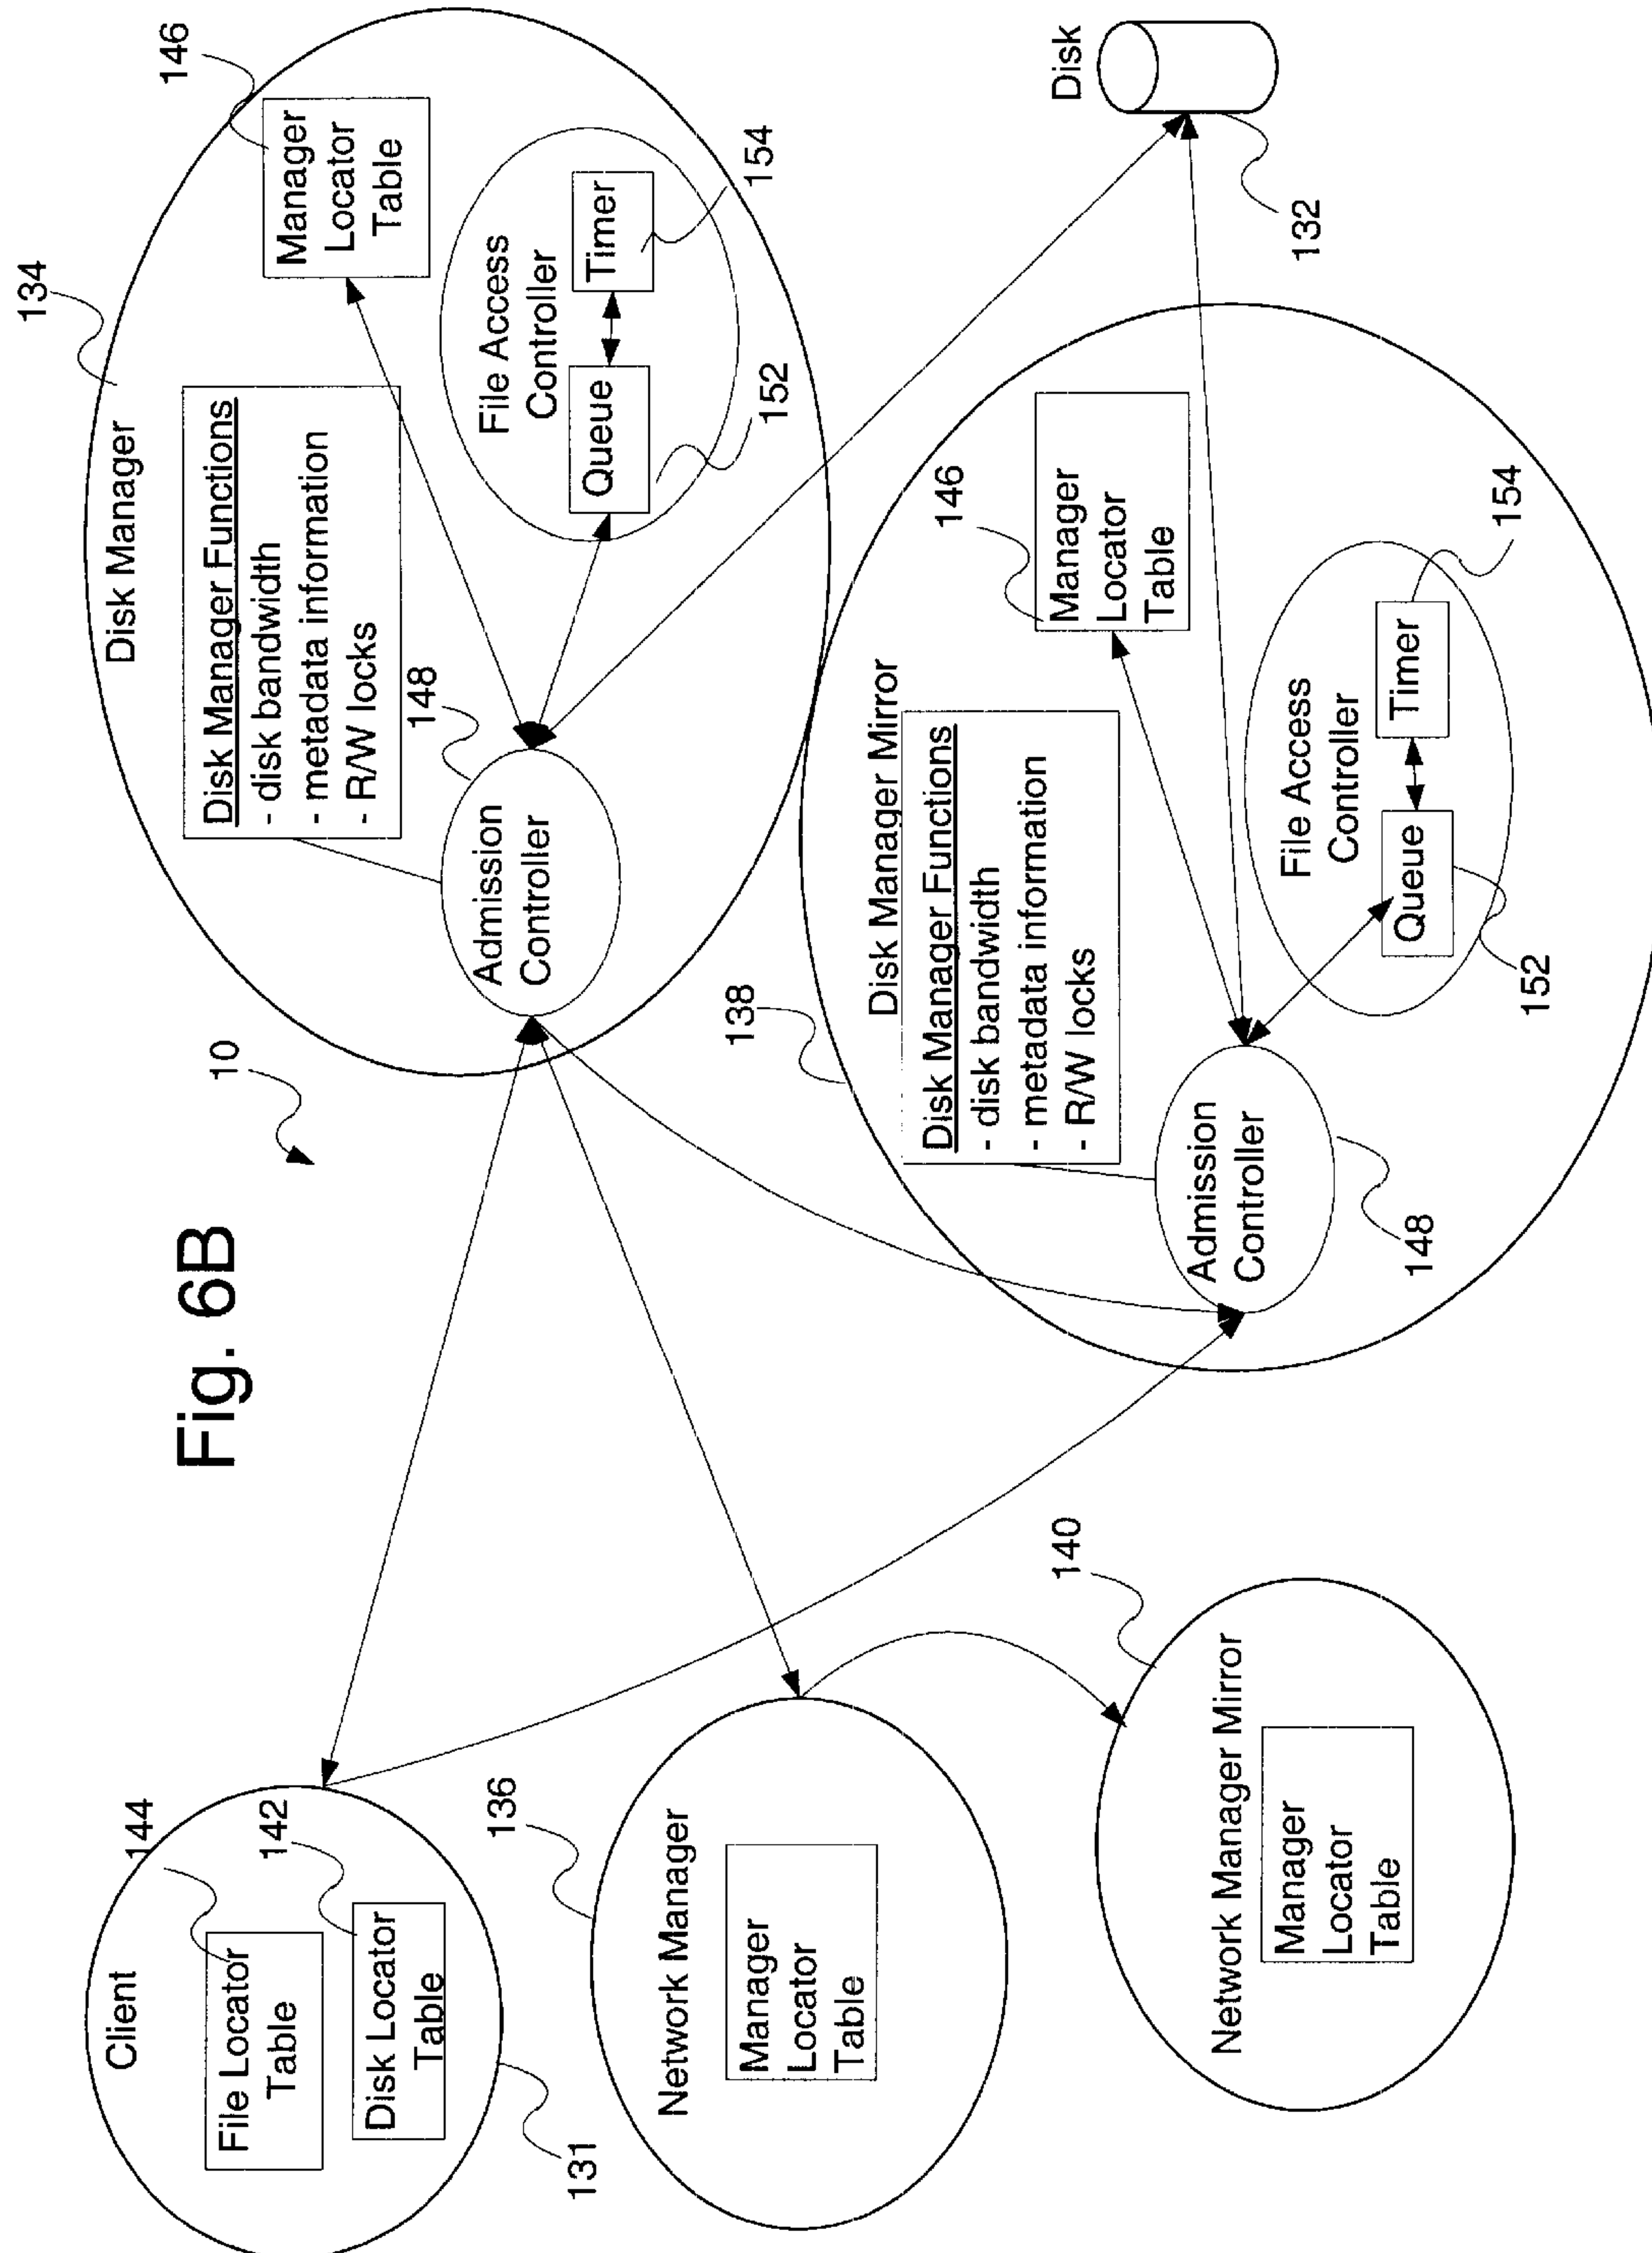 Fig. 6B
10
Client
144
File Locator
Table
142
Disk Locator
Table
131
136
Network Manager
Manager
Locator
Table
140
Network Manager Mirror
Manager
Locator
Table
134
Disk Manager
Disk Manager Functions
- disk bandwidth
- metadata information
- R/W locks
148
Admission
Controller
146
Manager
Locator
Table
File Access
Controller
Queue
Timer
152
154
138
Disk Manager Mirror
Disk Manager Functions
- disk bandwidth
- metadata information
- R/W locks
Admission
Controller
148
146
Manager
Locator
Table
File Access
Controller
Queue
Timer
152
154
Disk
132